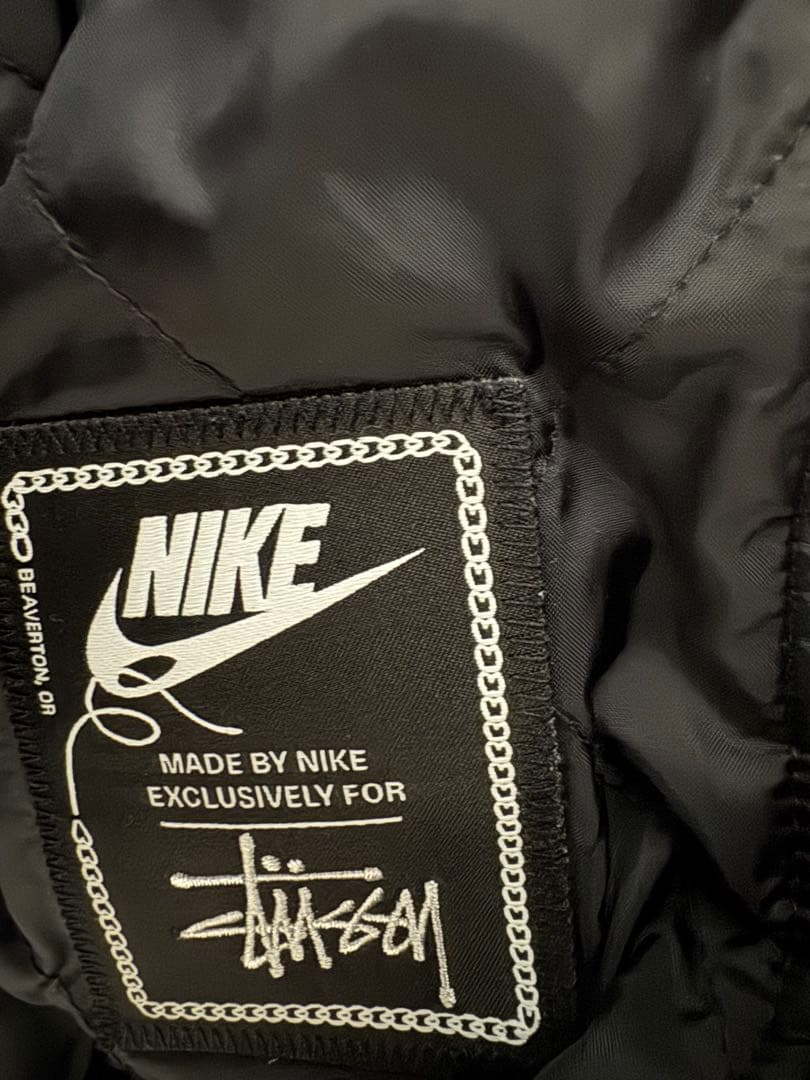 NIKE
BEAVERTON, OR
MADE BY NIKE
EXCLUSIVELY FOR
Stüssy